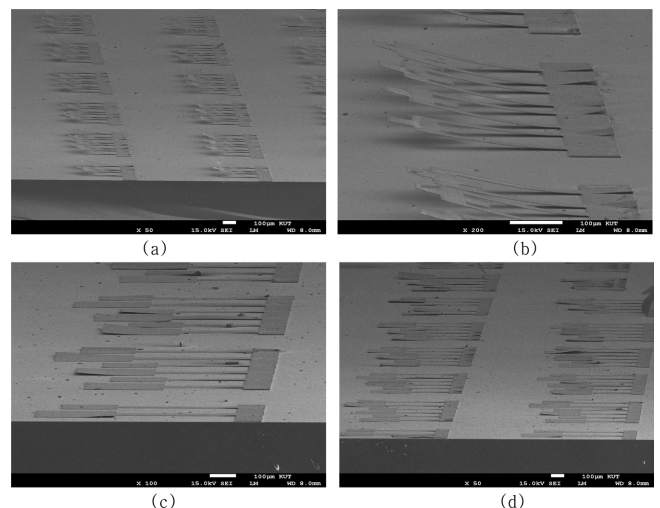 X 50 15.0kV SEI LM 100μm KUT WD 8.0mm
(a)
X 200 15.0kV SEI LM 100μm KUT WD 8.0mm
(b)
X 100 15.0kV SEI LM 100μm KUT WD 8.0mm
(c)
X 50 15.0kV SEI LM 100μm KUT WD 8.0mm
(d)